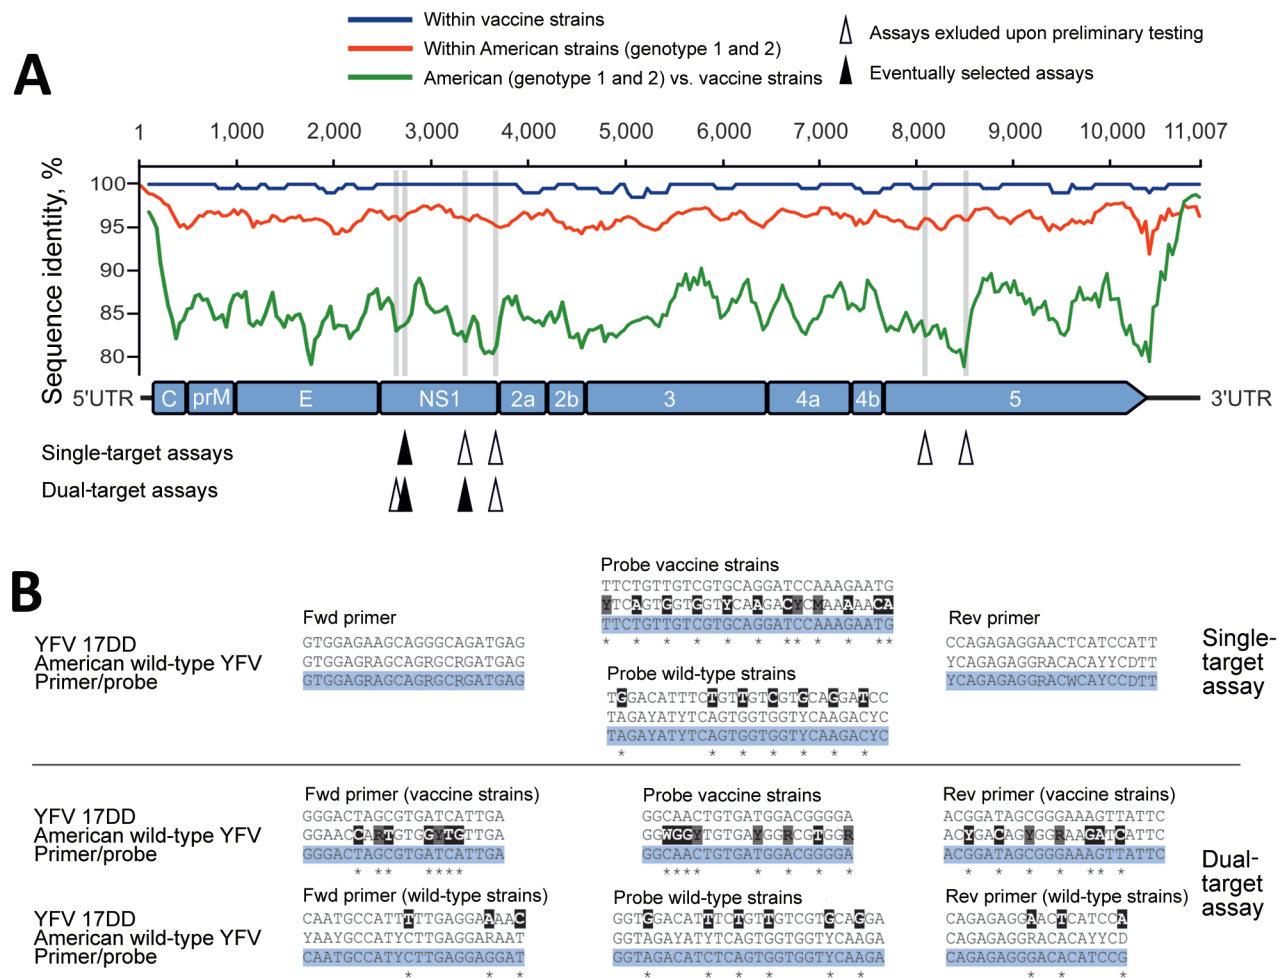 Within vaccine strains
Within American strains (genotype 1 and 2)
American (genotype 1 and 2) vs. vaccine strains
Assays exluded upon preliminary testing
Eventually selected assays
A
1 1,000 2,000 3,000 4,000 5,000 6,000 7,000 8,000 9,000 10,000 11,007
Sequence identity, %
100
95
90
85
80
5'UTR C prM E NS1 2a 2b 3 4a 4b 5 3'UTR
Single-target assays
Dual-target assays
B
Probe vaccine strains
TTCTGTTGTCGTGCAGGATCCAAAGAATG
YTCAGTGGTGGTYCAAGACYCMAAAAACA
TTCTGTTGTCGTGCAGGATCCAAAGAATG
* * * * * * ** * * **
Fwd primer
GTGGAGAAGCAGGGCAGATGAG
GTGGAGRAGCAGRGCRGATGAG
GTGGAGRAGCAGRGCRGATGAG
Rev primer
CCAGAGAGGAACTCATCCATT
YCAGAGAGGRACACAYYCDTT
YCAGAGAGGRACWCAYCCDTT
YFV 17DD
American wild-type YFV
Primer/probe
Single-
target
assay
Probe wild-type strains
TGGACATTTCTGTTGTCGTGCAGGATCC
TAGAYATYTCAGTGGTGGTYCAAGACYC
TAGAYATYTCAGTGGTGGTYCAAGACYC
* * * * * * *
Fwd primer (vaccine strains)
GGGACTAGCGTGATCATTGA
GGAACCARTGTGGYTGTTGA
GGGACTAGCGTGATCATTGA
* ** ****
Probe vaccine strains
GGCAACTGTGATGGACGGGGA
GGWGGYTGTGAYGGRCGTGGR
GGCAACTGTGATGGACGGGGA
**** * * * *
Rev primer (vaccine strains)
ACGGATAGCGGGAAAGTTATTC
ACYGACAGYGGRAAGATCATTC
ACGGATAGCGGGAAAGTTATTC
* * * * ** *
YFV 17DD
American wild-type YFV
Primer/probe
Dual-
target
assay
Fwd primer (wild-type strains)
CAATGCCATTTTTGAGGAAAAC
YAAYGCCATYCTTGAGGARAAT
CAATGCCATYCTTGAGGAGGAT
* * *
Probe wild-type strains
GGTGGACATTTCTGTTGTCGTGCAGGA
GGTAGAYATYTCAGTGGTGGTYCAAGA
GGTAGACATCTCAGTGGTGGTYCAAGA
* * * * * *
Rev primer (wild-type strains)
CAGAGAGGAACTCATCCA
CAGAGAGGRACACAYYCD
CAGAGAGGGACACATCCG
* * *
YFV 17DD
American wild-type YFV
Primer/probe